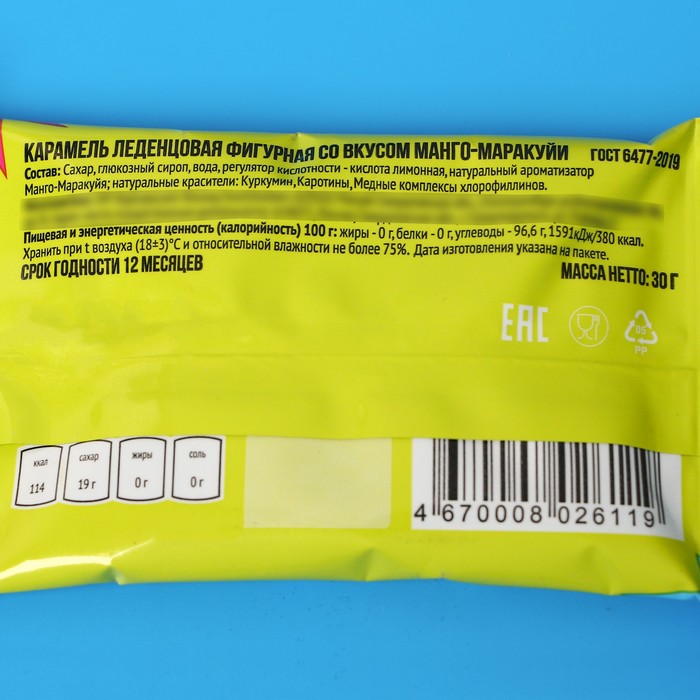 КАРАМЕЛЬ ЛЕДЕНЦОВАЯ ФИГУРНАЯ СО ВКУСОМ МАНГО-МАРАКУЙИ ГОСТ 6477-2019
Состав: Сахар, глюкозный сироп, вода, регулятор кислотности - кислота лимонная, натуральный ароматизатор
Манго-Маракуйя; натуральные красители: Куркумин, Каротины, Медные комплексы хлорофиллинов.
Пищевая и энергетическая ценность (калорийность) 100 г: жиры - 0 г, белки - 0 г, углеводы - 96,6 г, 1591кДж/380 ккал.
Хранить при t воздуха (18±3)°С и относительной влажности не более 75%. Дата изготовления указана на пакете.
СРОК ГОДНОСТИ 12 МЕСЯЦЕВ МАССА НЕТТО: 30 Г
EAC
05
PP
ккал сахар жиры соль
114 19 г 0 г 0 г
4 670008 026119